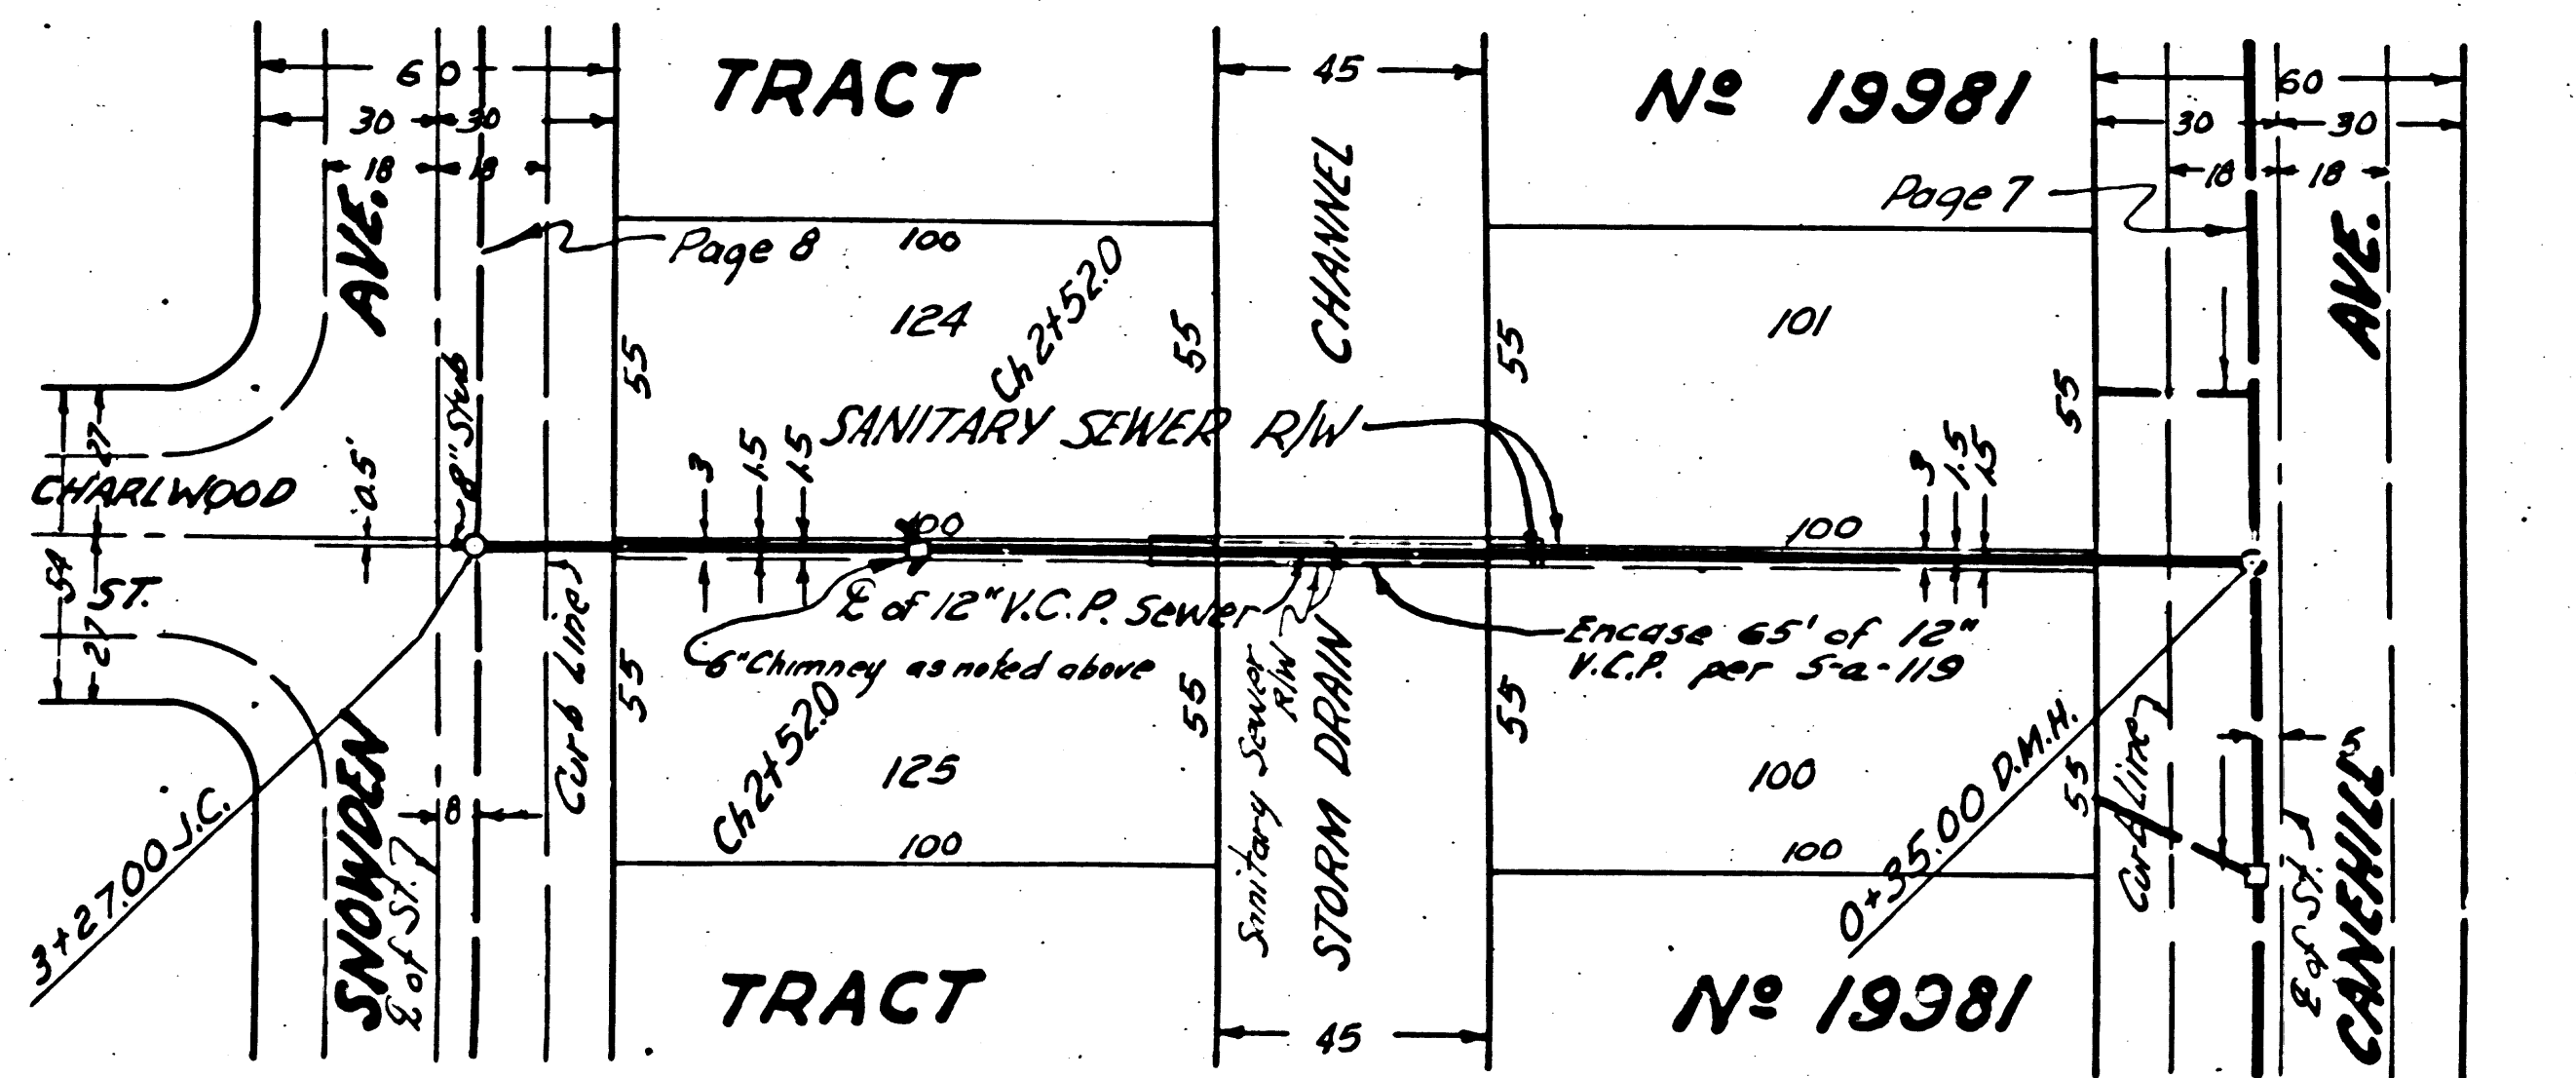 60
30 30
18 18
TRACT
45
Nº 19981
60
30 30
18 18
AVE.
Page 8
100
124
Ch 2+52.0
55
55
CHANNEL
55
101
Page 7
55
AVE.
27
CHARLWOOD
54
ST.
27
0.5'
8" Stub
SANITARY SEWER R/W
3
1.5
1.5
100
100
3
1.5
1.5
℄ of 12" V.C.P. Sewer
6" Chimney as noted above
Encase 65' of 12"
V.C.P. per S-a-119
Curb Line
55
Ch 2+52.0
125
100
55
Sanitary Sewer
R/W
STORM DRAIN
55
100
100
55
Curb Line
5
3+27.00 J.C.
SNOWDEN
℄ of St.
8
0+35.00 D.M.H.
℄ of St.
CANEHILL
TRACT
45
Nº 19981